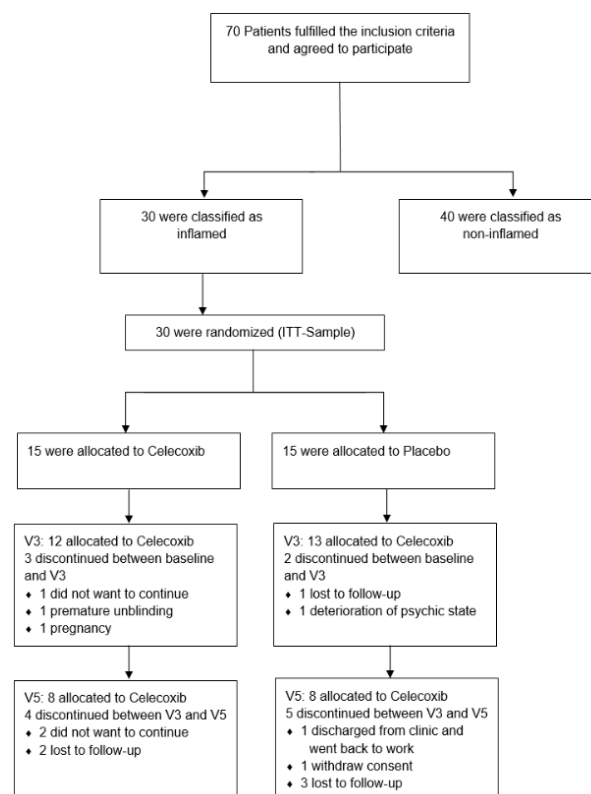 70 Patients fulfilled the inclusion criteria
and agreed to participate
30 were classified as
inflamed
40 were classified as
non-inflamed
30 were randomized (ITT-Sample)
15 were allocated to Celecoxib
15 were allocated to Placebo
V3: 12 allocated to Celecoxib
3 discontinued between baseline
and V3
♦ 1 did not want to continue
♦ 1 premature unblinding
♦ 1 pregnancy
V3: 13 allocated to Celecoxib
2 discontinued between baseline
and V3
♦ 1 lost to follow-up
♦ 1 deterioration of psychic state
V5: 8 allocated to Celecoxib
4 discontinued between V3 and V5
♦ 2 did not want to continue
♦ 2 lost to follow-up
V5: 8 allocated to Celecoxib
5 discontinued between V3 and V5
♦ 1 discharged from clinic and
went back to work
♦ 1 withdraw consent
♦ 3 lost to follow-up